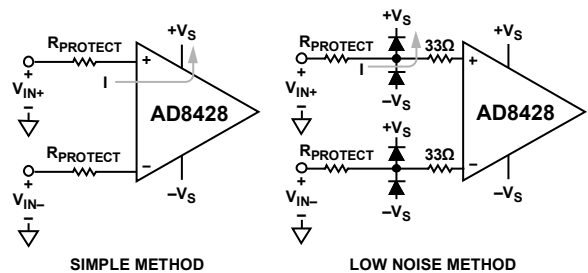 +VS
RPROTECT
+
VIN+
+
–
I
AD8428
RPROTECT
–
VIN–
+
–
–VS
SIMPLE METHOD
+VS
RPROTECT
33Ω
+VS
+
VIN+
+
–
I
–VS
AD8428
+VS
RPROTECT
33Ω
–
VIN–
+
–
–VS
–VS
LOW NOISE METHOD